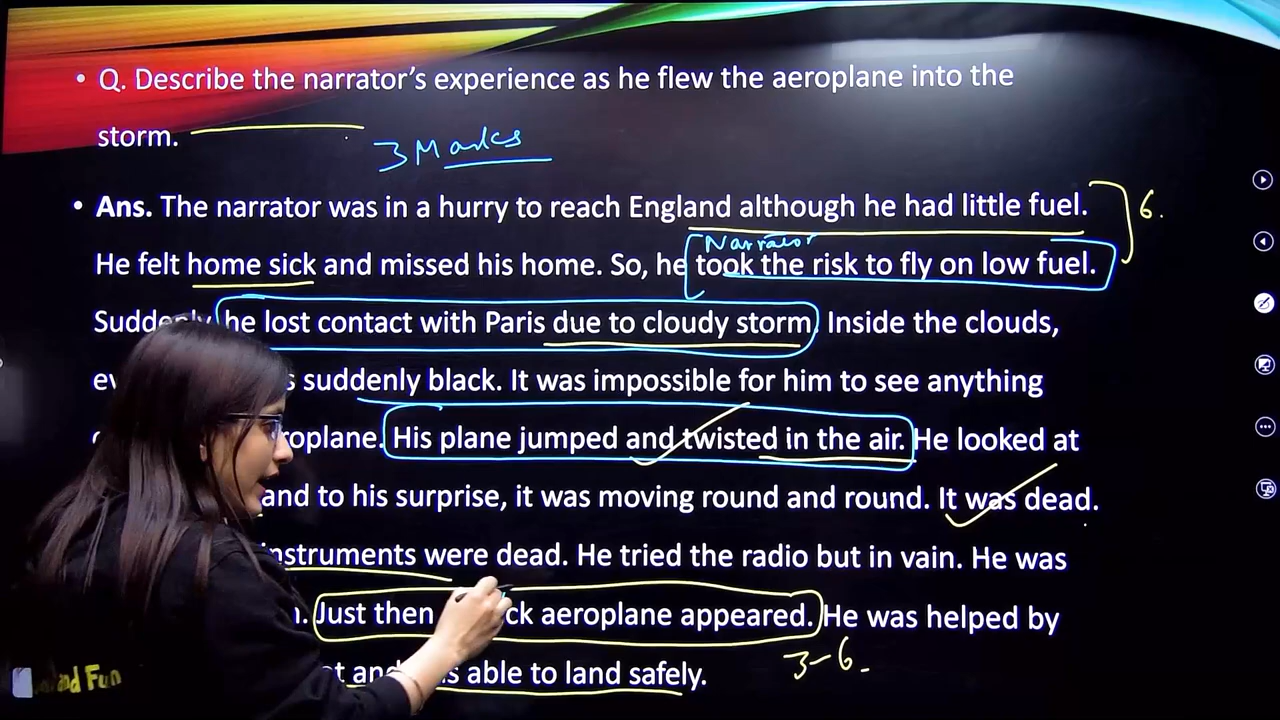 • Q. Describe the narrator's experience as he flew the aeroplane into the
storm.
3 Marks
• Ans. The narrator was in a hurry to reach England although he had little fuel.
6.
Narrator
He felt home sick and missed his home. So, he took the risk to fly on low fuel.
Suddenly he lost contact with Paris due to cloudy storm. Inside the clouds,
suddenly black. It was impossible for him to see anything
His plane jumped and twisted in the air. He looked at
and to his surprise, it was moving round and round. It was dead.
instruments were dead. He tried the radio but in vain. He was
Just then aeroplane appeared. He was helped by
3-6.
able to land safely.
and Fun